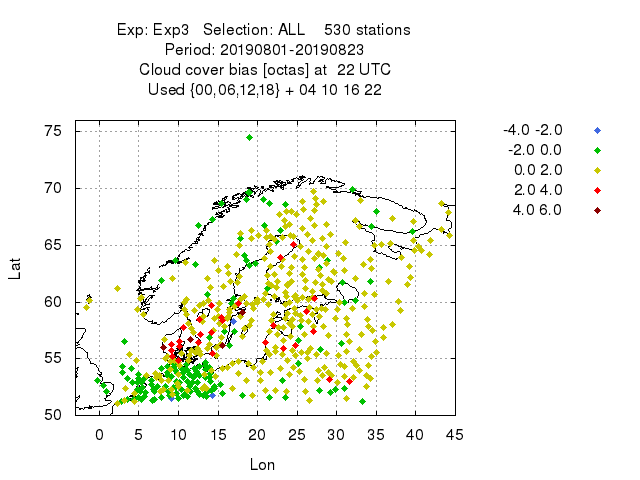 Exp: Exp3 Selection: ALL 530 stations
Period: 20190801-20190823
Cloud cover bias [octas] at 22 UTC
Used {00,06,12,18} + 04 10 16 22
-4.0 -2.0
-2.0 0.0
0.0 2.0
2.0 4.0
4.0 6.0
75
70
65
60
55
50
Lat
0 5 10 15 20 25 30 35 40 45
Lon